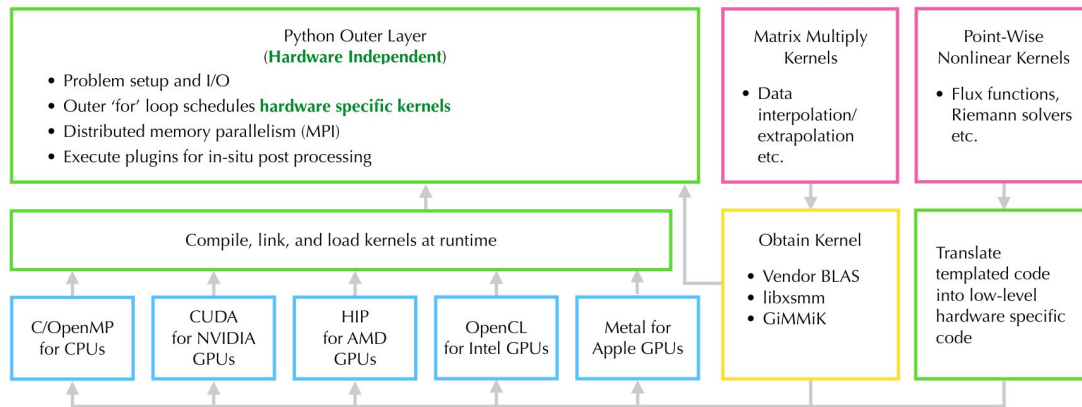 Python Outer Layer
(Hardware Independent)
• Problem setup and I/O
• Outer ‘for’ loop schedules hardware specific kernels
• Distributed memory parallelism (MPI)
• Execute plugins for in-situ post processing
Matrix Multiply
Kernels
• Data
interpolation/
extrapolation
etc.
Point-Wise
Nonlinear Kernels
• Flux functions,
Riemann solvers
etc.
Compile, link, and load kernels at runtime
Obtain Kernel
• Vendor BLAS
• libxsmm
• GiMMiK
Translate
templated code
into low-level
hardware specific
code
C/OpenMP
for CPUs
CUDA
for NVIDIA
GPUs
HIP
for AMD
GPUs
OpenCL
for Intel GPUs
Metal for
Apple GPUs